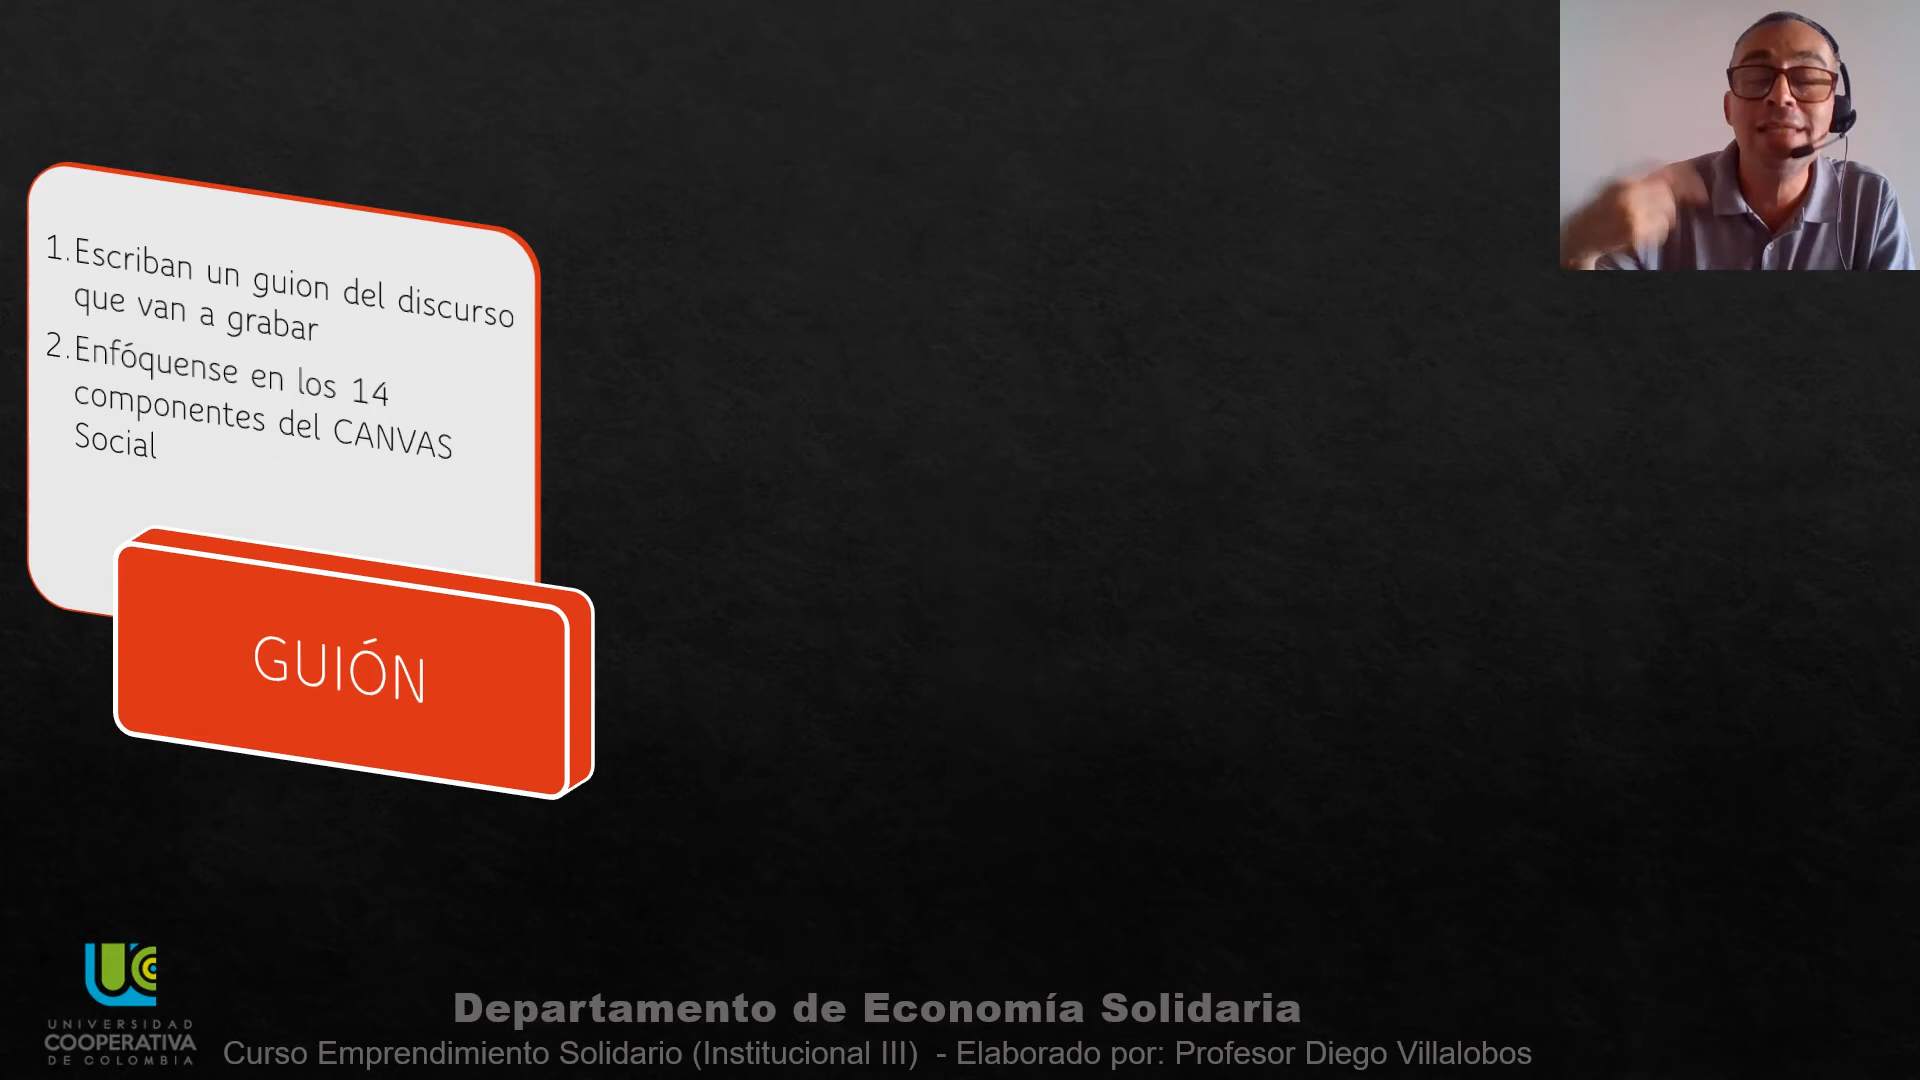 1. Escriban un guion del discurso
que van a grabar
2. Enfóquense en los 14
componentes del CANVAS
Social
GUIÓN
UNIVERSIDAD
COOPERATIVA
DE COLOMBIA
Departamento de Economía Solidaria
Curso Emprendimiento Solidario (Institucional III)  - Elaborado por: Profesor Diego Villalobos